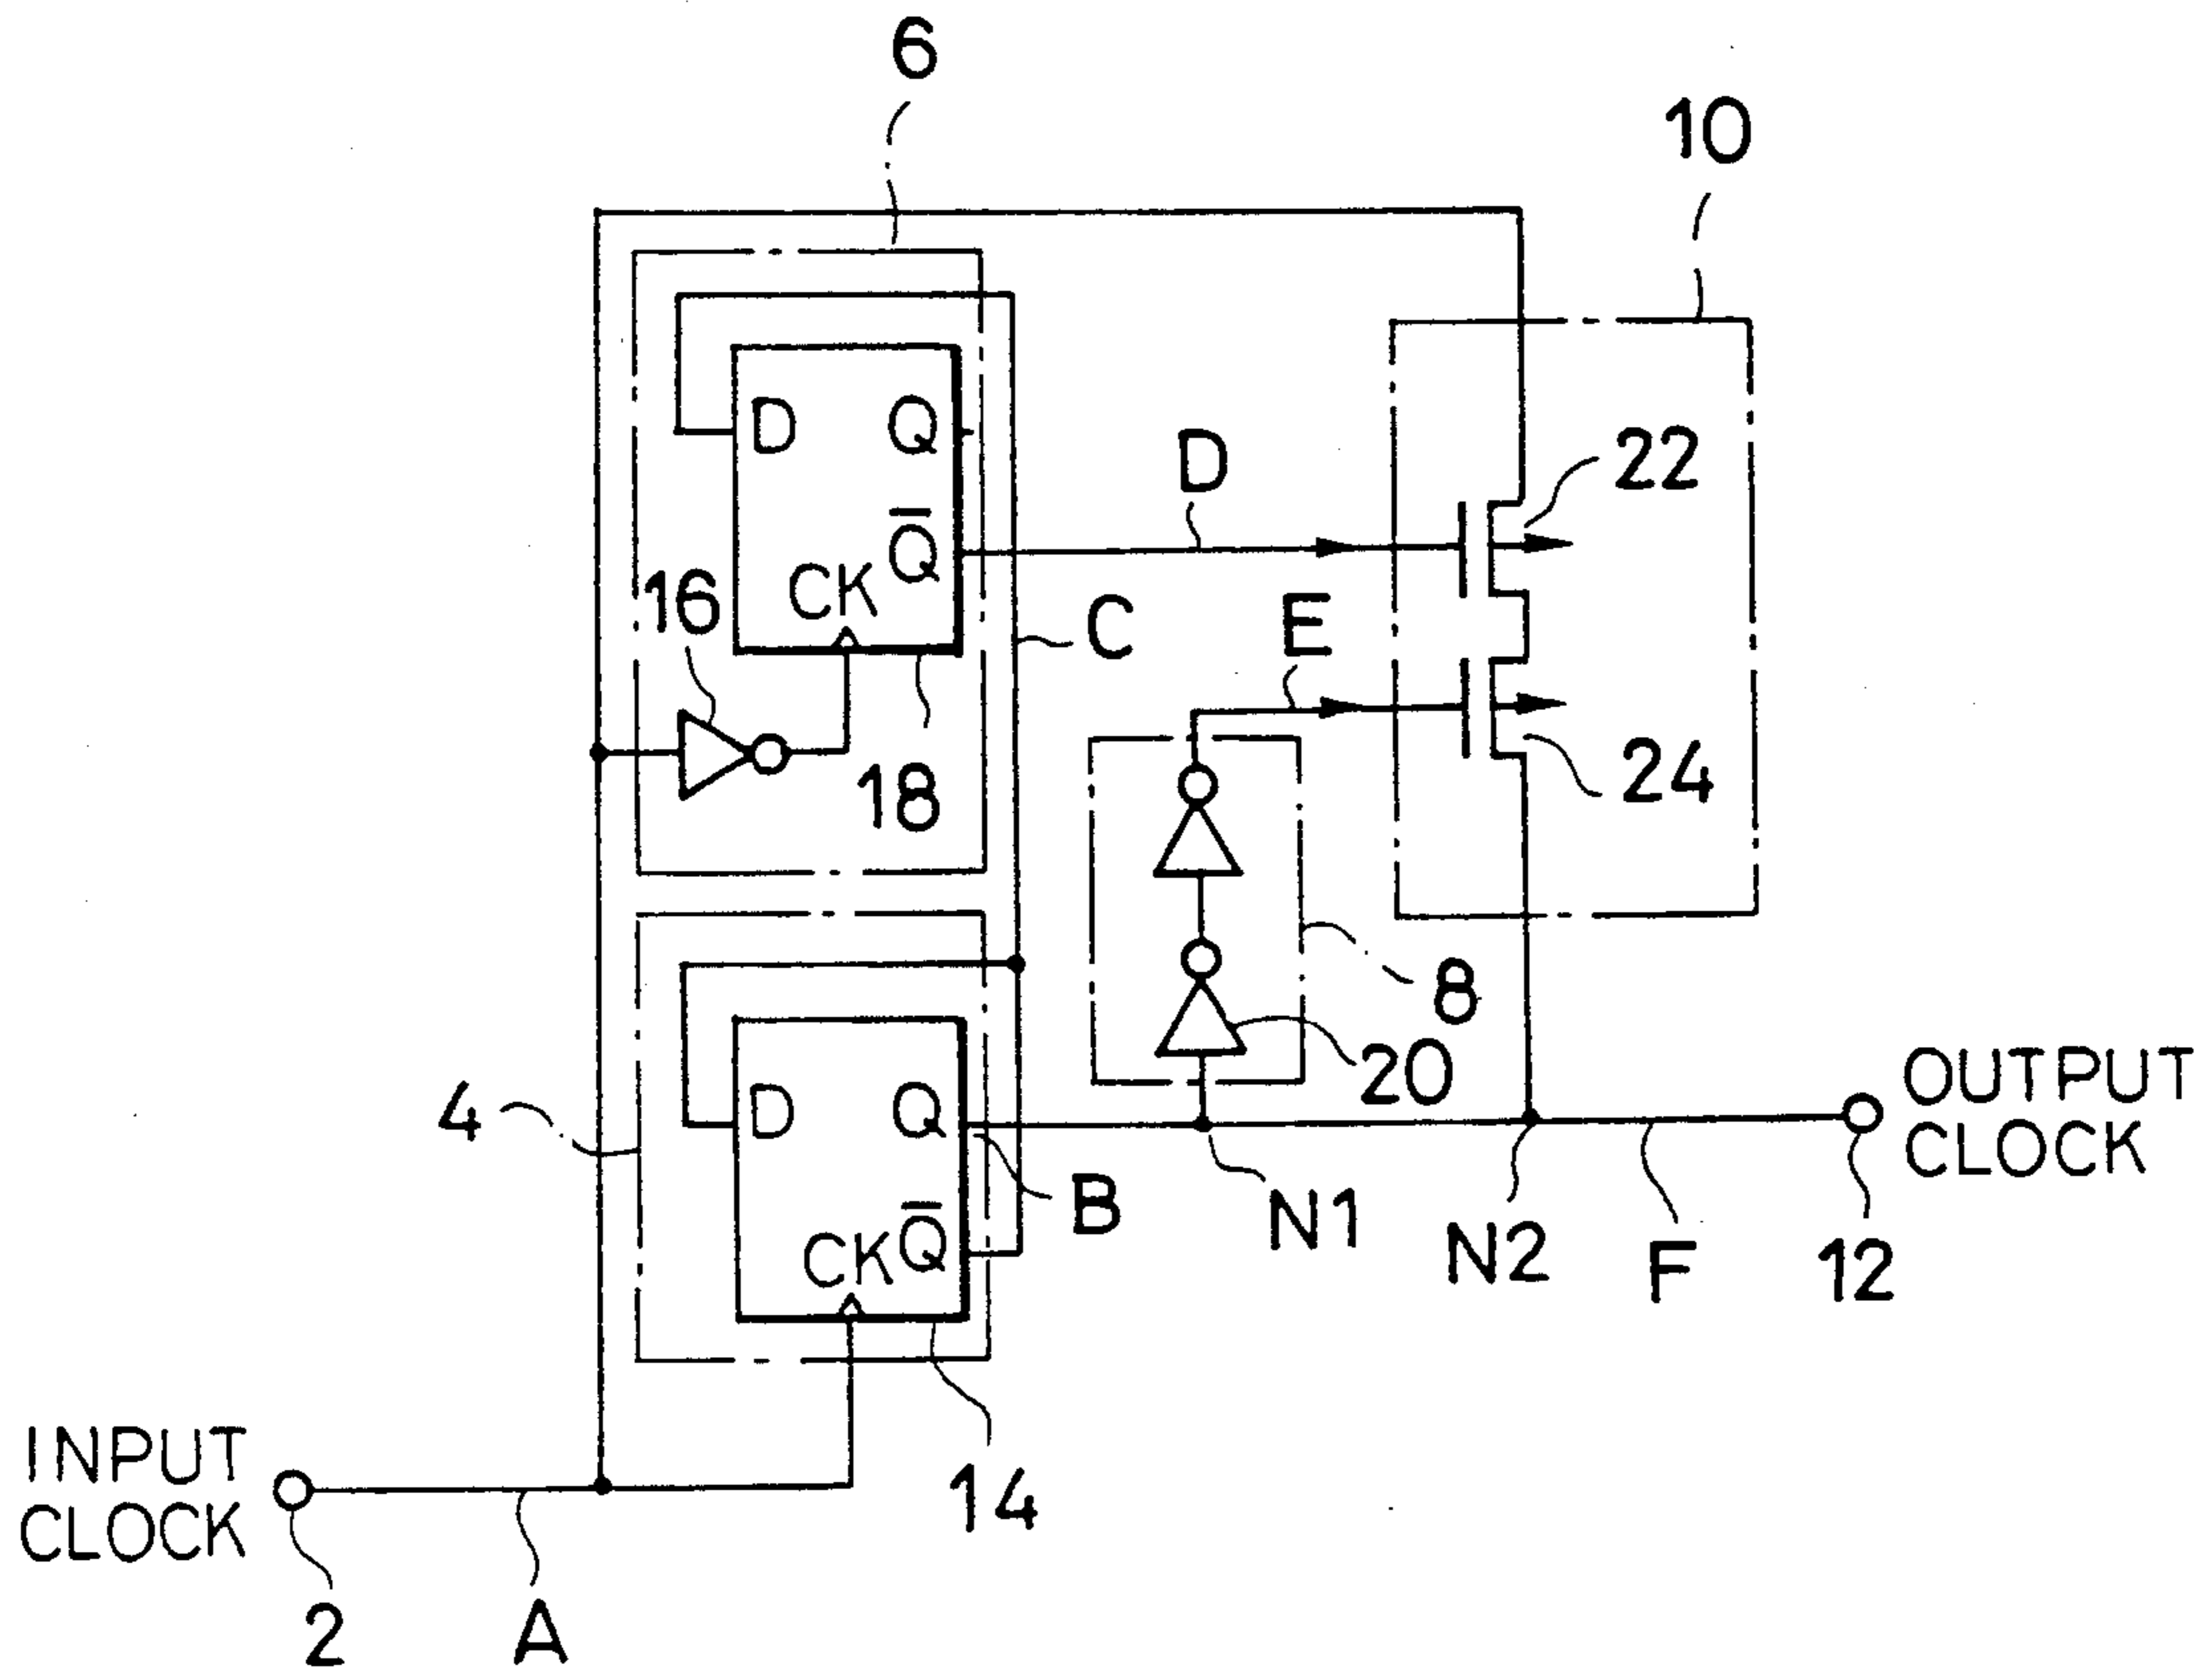 6
10
D Q
Q̅
CK
16
18
D
C
E
22
24
8
20
4
D Q
CK Q̅
B
N1
N2
F
12
OUTPUT
CLOCK
14
INPUT
CLOCK
2
A